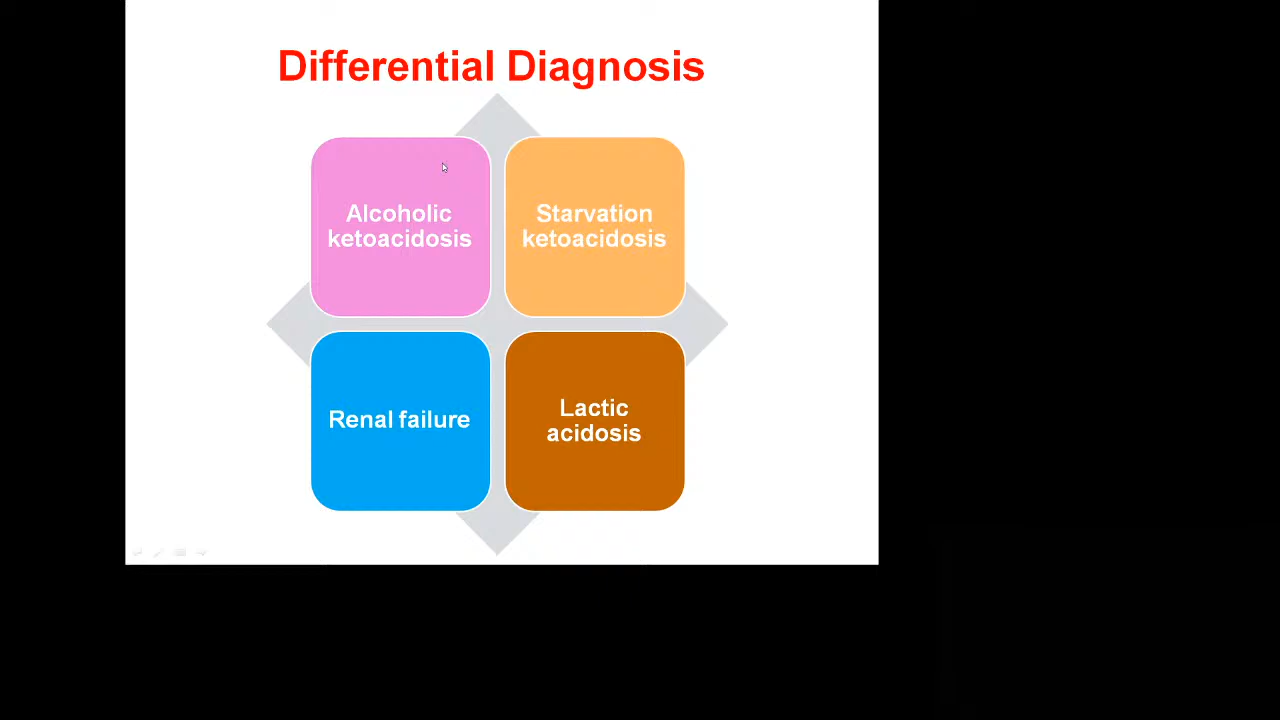 Differential Diagnosis
Alcoholic
ketoacidosis
Starvation
ketoacidosis
Renal failure
Lactic
acidosis